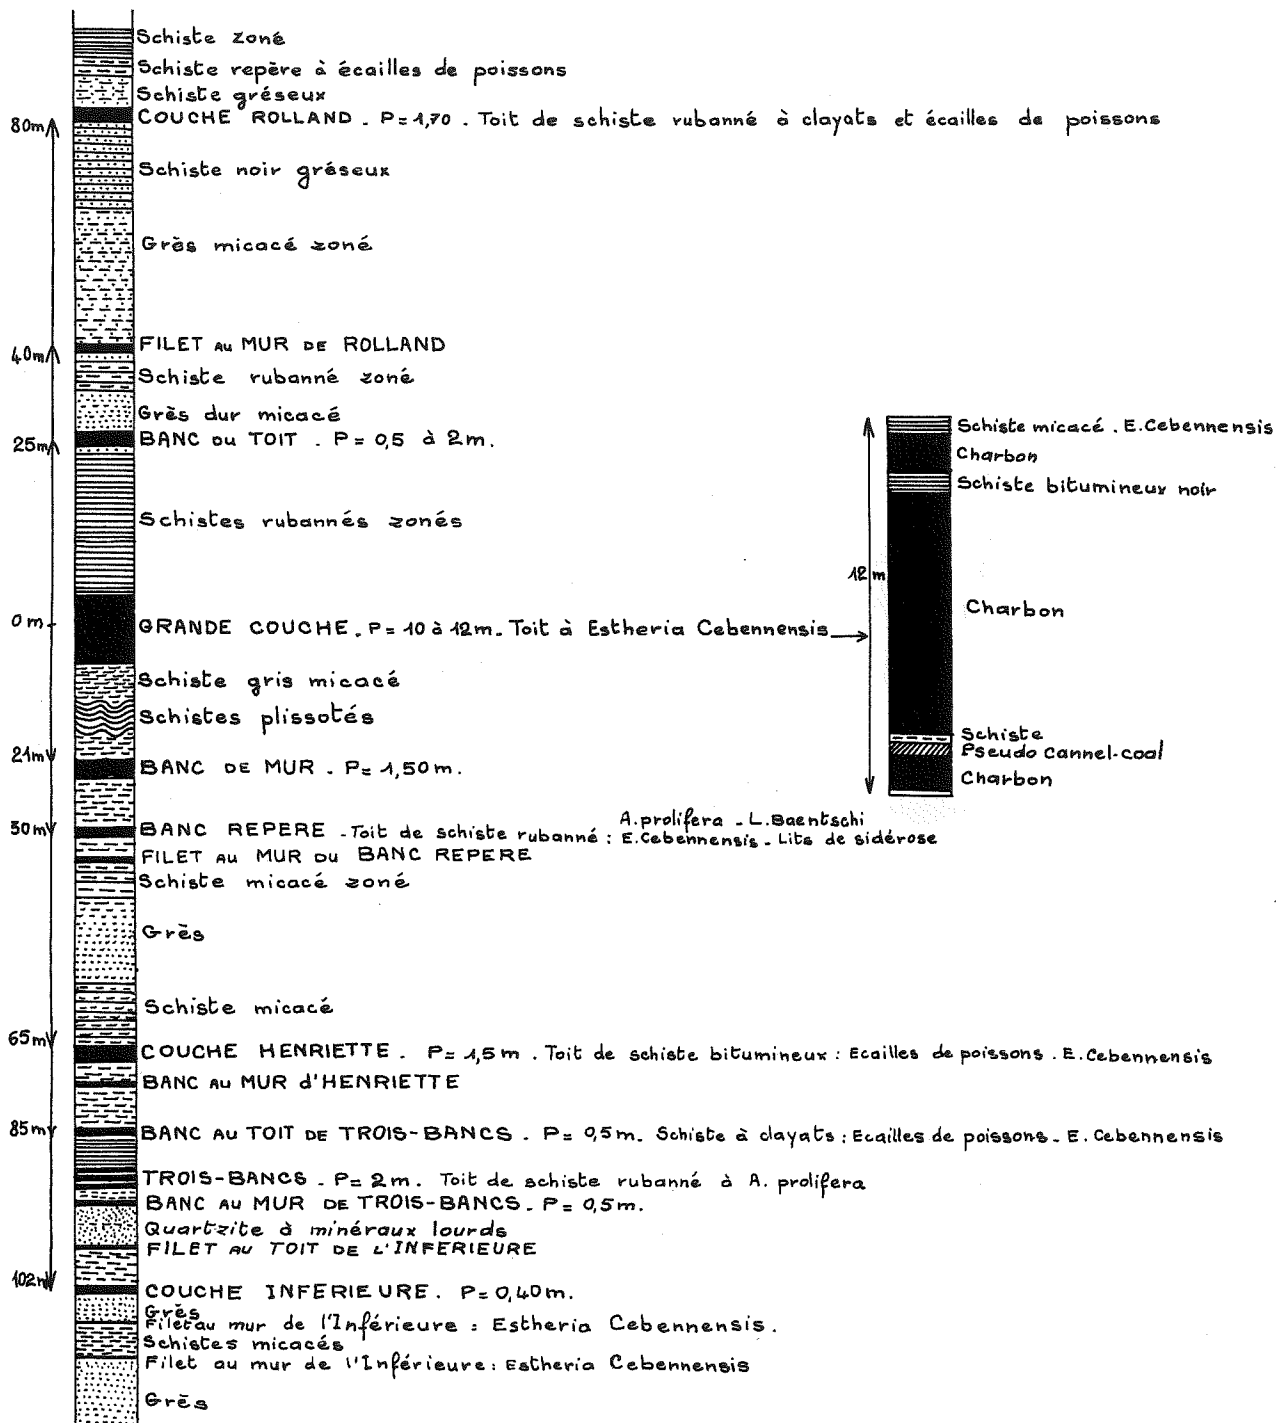 Schiste zoné
Schiste repère à écailles de poissons
Schiste gréseux
80m
COUCHE ROLLAND . P=1,70 . Toit de schiste rubanné à clayats et écailles de poissons
Schiste noir gréseux
Grès micacé zoné
40m
FILET AU MUR DE ROLLAND
Schiste rubanné zoné
Grès dur micacé
25m
BANC DU TOIT . P= 0,5 à 2m.
Schistes rubannés zonés
0m
GRANDE COUCHE . P= 10 à 12m. Toit à Estheria Cebennensis
Schiste gris micacé
Schistes plissotés
21m
BANC DE MUR . P= 1,50m.
50m
BANC REPERE - Toit de schiste rubanné : A.prolifera - L.Baentschi
E.Cebennensis - Lits de sidérose
FILET AU MUR DU BANC REPERE
Schiste micacé zoné
Grès
Schiste micacé
65m
COUCHE HENRIETTE . P= 1,5m . Toit de schiste bitumineux : Ecailles de poissons . E.Cebennensis
BANC AU MUR d'HENRIETTE
85m
BANC AU TOIT DE TROIS-BANCS . P= 0,5m. Schiste à clayats : Ecailles de poissons - E. Cebennensis
TROIS-BANCS . P= 2m. Toit de schiste rubanné à A. prolifera
BANC AU MUR DE TROIS-BANCS. P= 0,5m.
Quartzite à minéraux lourds
FILET AU TOIT DE L'INFERIEURE
102m
COUCHE INFERIEURE. P= 0,40m.
Grès
Filet au mur de l'Inférieure : Estheria Cebennensis.
Schistes micacés
Filet au mur de l'Inférieure : Estheria Cebennensis
Grès
12m
Schiste micacé . E.Cebennensis
Charbon
Schiste bitumineux noir
Charbon
Schiste
Pseudo cannel-coal
Charbon